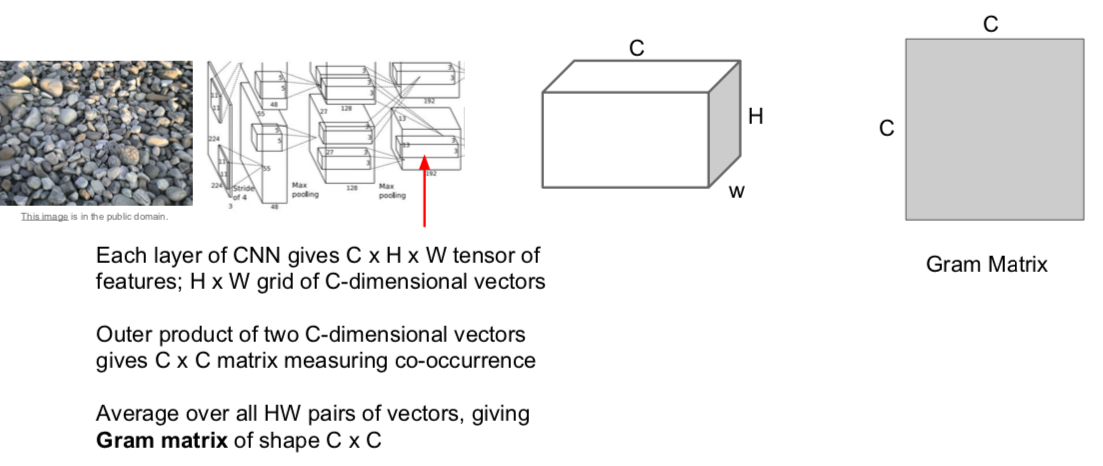 C
C
H
W
C
11
11
224
224
11
11
3
Stride
of 4
55
55
48
48
5
5
5
5
27
27
128
128
Max
pooling
Max
pooling
3
3
3
3
3
3
13
13
192
192
This image is in the public domain.
Each layer of CNN gives C x H x W tensor of
features; H x W grid of C-dimensional vectors
Gram Matrix
Outer product of two C-dimensional vectors
gives C x C matrix measuring co-occurrence
Average over all HW pairs of vectors, giving
Gram matrix of shape C x C